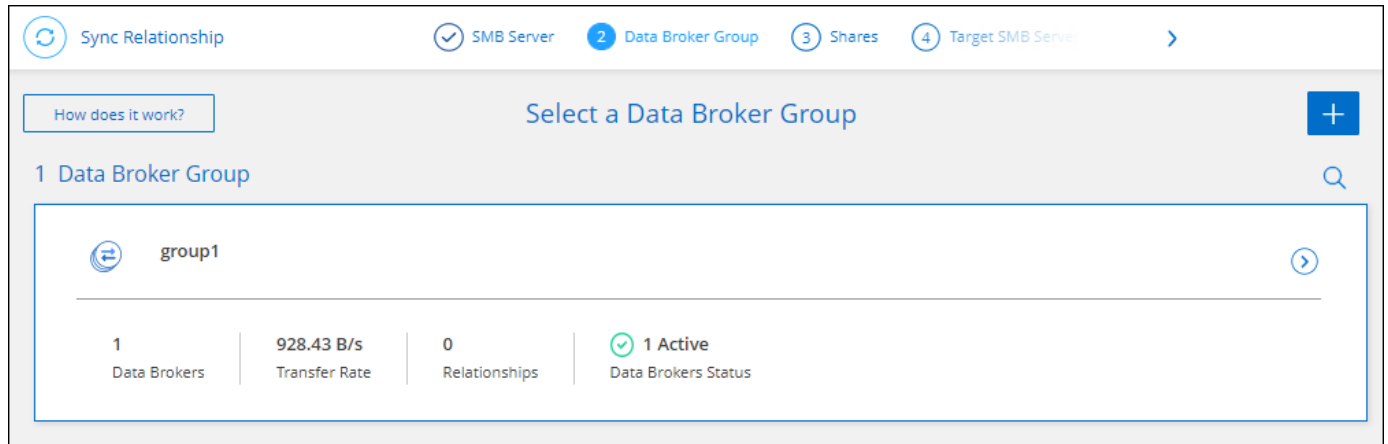 Sync Relationship
SMB Server
2 Data Broker Group
3 Shares
4 Target SMB Server
How does it work?
Select a Data Broker Group
1 Data Broker Group
group1
1
Data Brokers
928.43 B/s
Transfer Rate
0
Relationships
1 Active
Data Brokers Status